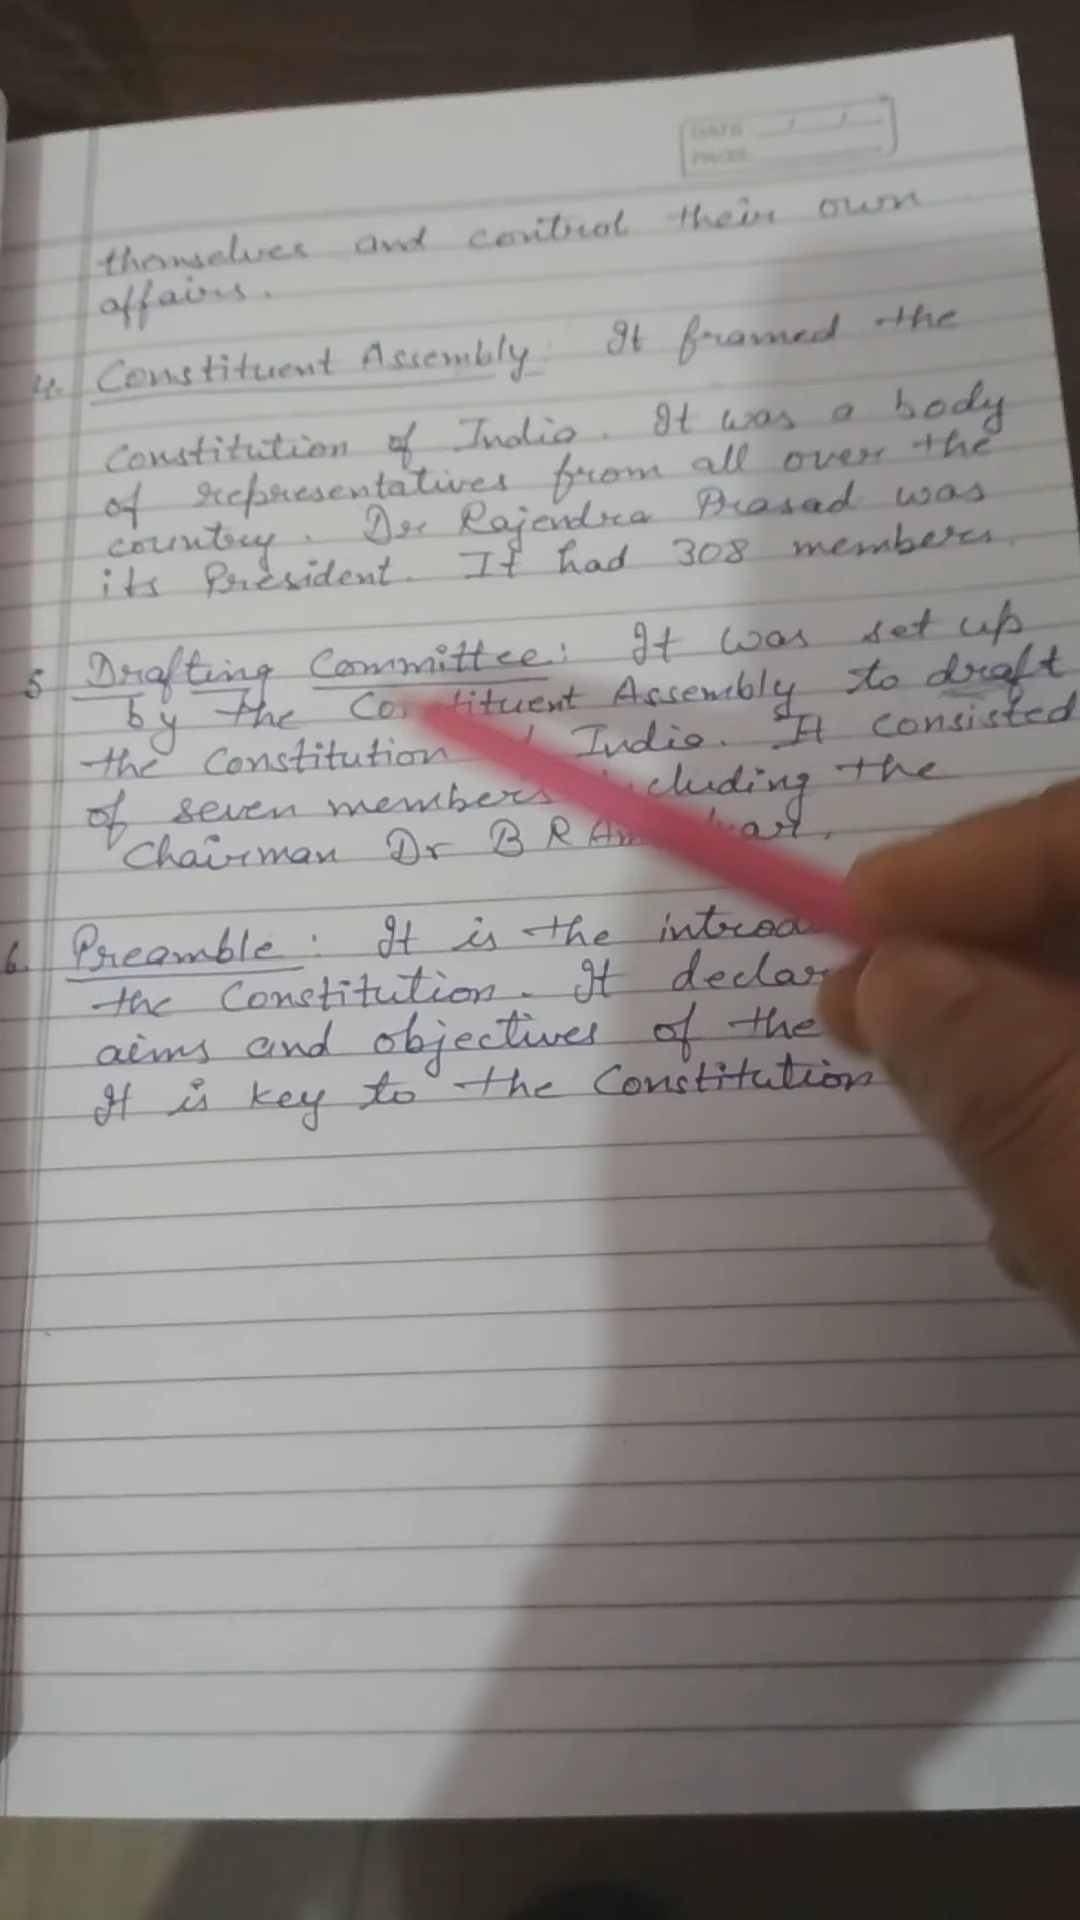 DATE / /
PAGE
themselves and control their own
affairs.
4. Constituent Assembly: It framed the
Constitution of India. It was a body
of representatives from all over the
country. Dr Rajendra Prasad was
its President. It had 308 members.
5 Drafting Committee: It was set up
by the Assembly to draft
the Constitution India. It consisted
of seven members the
Chairman Dr B R
6. Preamble: It is the
the Constitution. It
aims and objectives of the
It is key to the Constitution